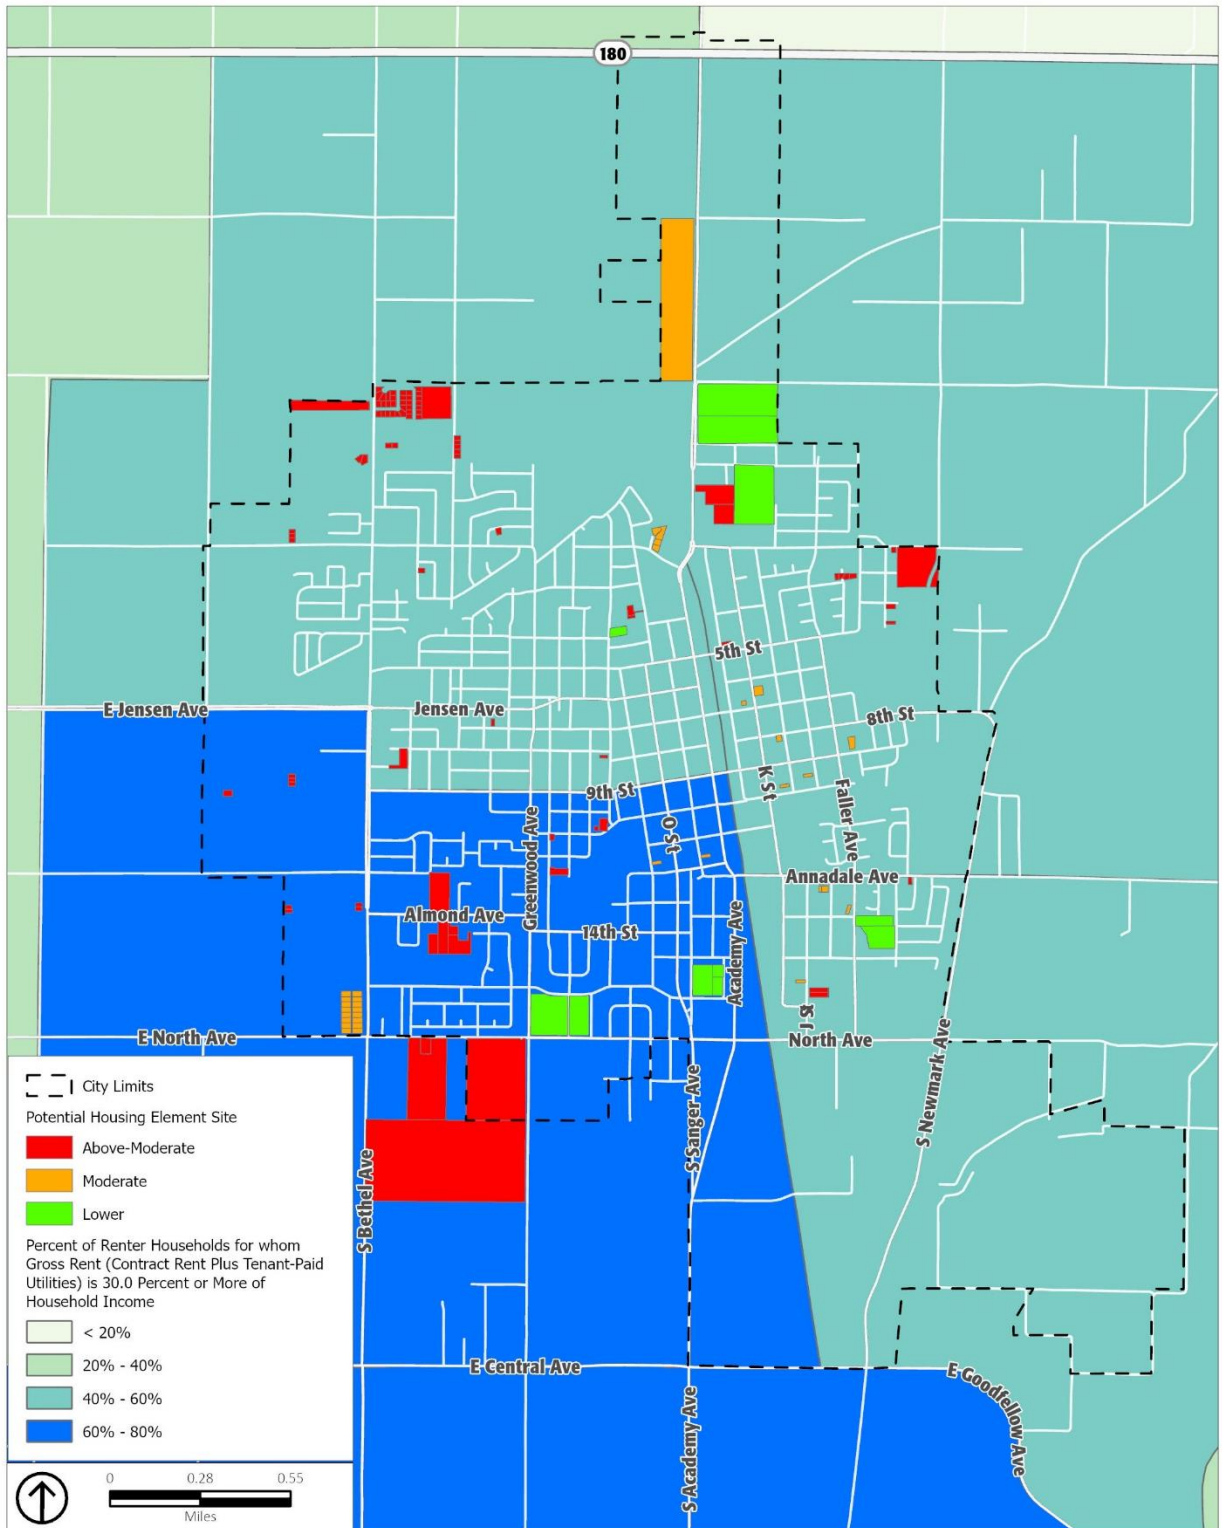 180
5th St
E Jensen Ave
Jensen Ave
8th St
9th St
K St
Faller Ave
O St
Greenwood Ave
Annadale Ave
Almond Ave
14th St
Academy Ave
J St
E North Ave
North Ave
S Newmark Ave
S Sanger Ave
S Bethel Ave
E Central Ave
E Goodfellow Ave
S Academy Ave
City Limits
Potential Housing Element Site
Above-Moderate
Moderate
Lower
Percent of Renter Households for whom
Gross Rent (Contract Rent Plus Tenant-Paid
Utilities) is 30.0 Percent or More of
Household Income
< 20%
20% - 40%
40% - 60%
60% - 80%
0 0.28 0.55
Miles